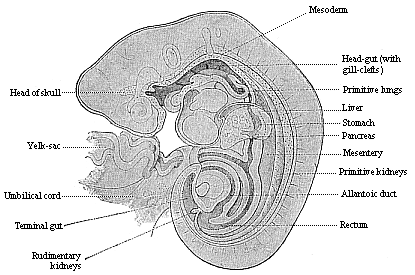 Mesoderm
Head-gut (with
gill-clefts)
Primitive lungs
Liver
Stomach
Pancreas
Mesentery
Primitive kidneys
Allantoic duct
Rectum
Head of skull
Yelk-sac
Umbilical cord
Terminal gut
Rudimentary
kidneys